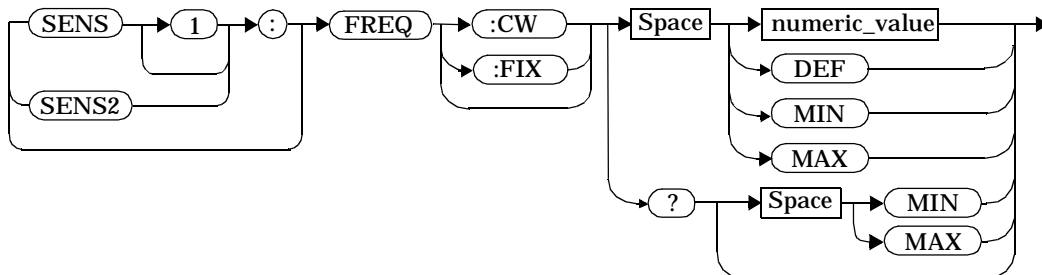 SENS 1 : FREQ :CW Space numeric_value
:FIX DEF
SENS2 MIN
MAX
? Space MIN
MAX